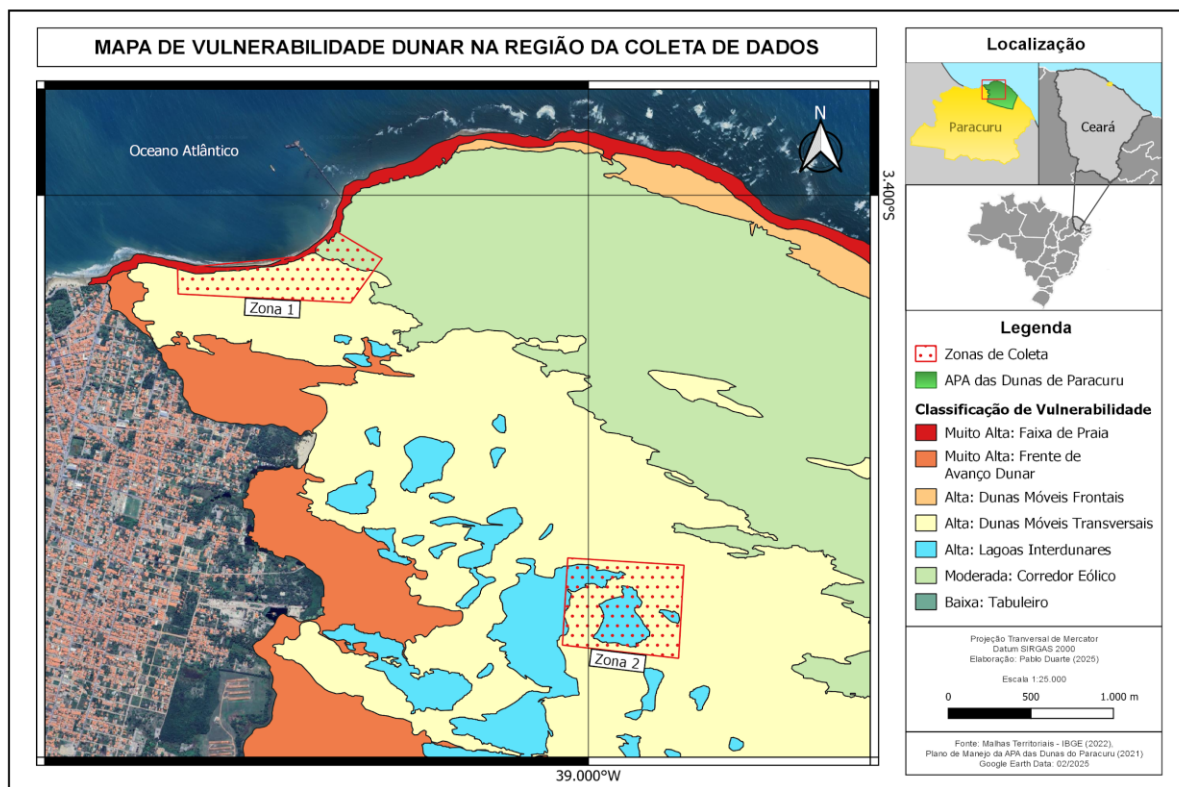 MAPA DE VULNERABILIDADE DUNAR NA REGIÃO DA COLETA DE DADOS
Oceano Atlântico
N
3.400°S
Zona 1
Zona 2
39.000°W
Localização
Paracuru
Ceará
Legenda
Zonas de Coleta
APA das Dunas de Paracuru
Classificação de Vulnerabilidade
Muito Alta: Faixa de Praia
Muito Alta: Frente de
Avanço Dunar
Alta: Dunas Móveis Frontais
Alta: Dunas Móveis Transversais
Alta: Lagoas Interdunares
Moderada: Corredor Eólico
Baixa: Tabuleiro
Projeção Tranversal de Mercator
Datum SIRGAS 2000
Elaboração: Pablo Duarte (2025)
Escala 1:25.000
0 500 1.000 m
Fonte: Malhas Territoriais - IBGE (2022),
Plano de Manejo da APA das Dunas do Paracuru (2021)
Google Earth Data: 02/2025